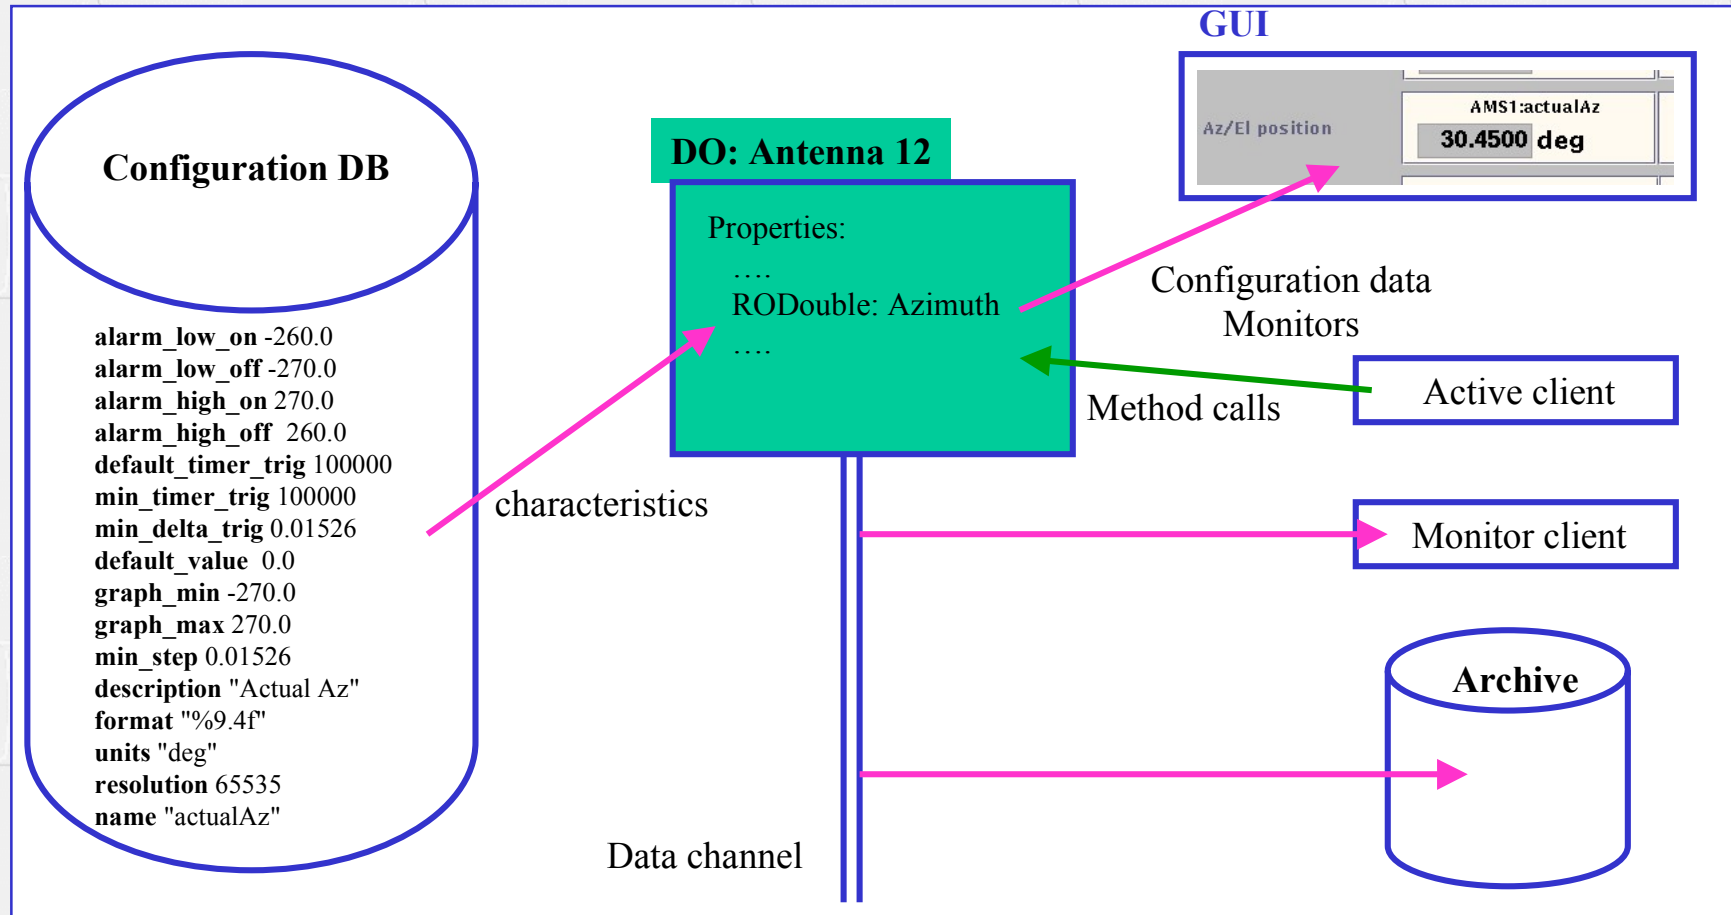 GUI
AMS1:actualAz
Az/El position
30.4500 deg
Configuration DB
DO: Antenna 12
Properties:
….
RODouble: Azimuth
….
Configuration data
Monitors
alarm_low_on -260.0
alarm_low_off -270.0
alarm_high_on 270.0
alarm_high_off 260.0
default_timer_trig 100000
min_timer_trig 100000
min_delta_trig 0.01526
default_value 0.0
graph_min -270.0
graph_max 270.0
min_step 0.01526
description "Actual Az"
format "%9.4f"
units "deg"
resolution 65535
name "actualAz"
characteristics
Method calls
Active client
Monitor client
Archive
Data channel